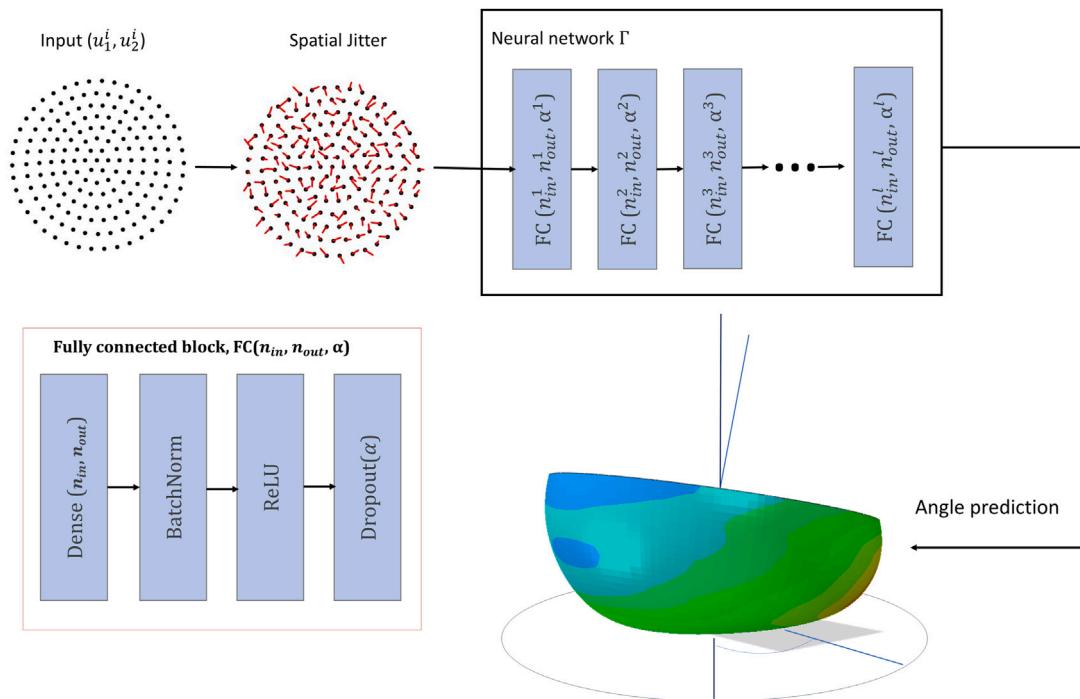 Input (u₁ⁱ, u₂ⁱ)
Spatial Jitter
Neural network Γ
FC (n¹ᵢₙ, n¹ₒᵤₜ, α¹)
FC (n²ᵢₙ, n²ₒᵤₜ, α²)
FC (n³ᵢₙ, n³ₒᵤₜ, α³)
FC (nˡᵢₙ, nˡₒᵤₜ, αˡ)
Fully connected block, FC(nᵢₙ, nₒᵤₜ, α)
Dense (nᵢₙ, nₒᵤₜ)
BatchNorm
ReLU
Dropout(α)
Angle prediction